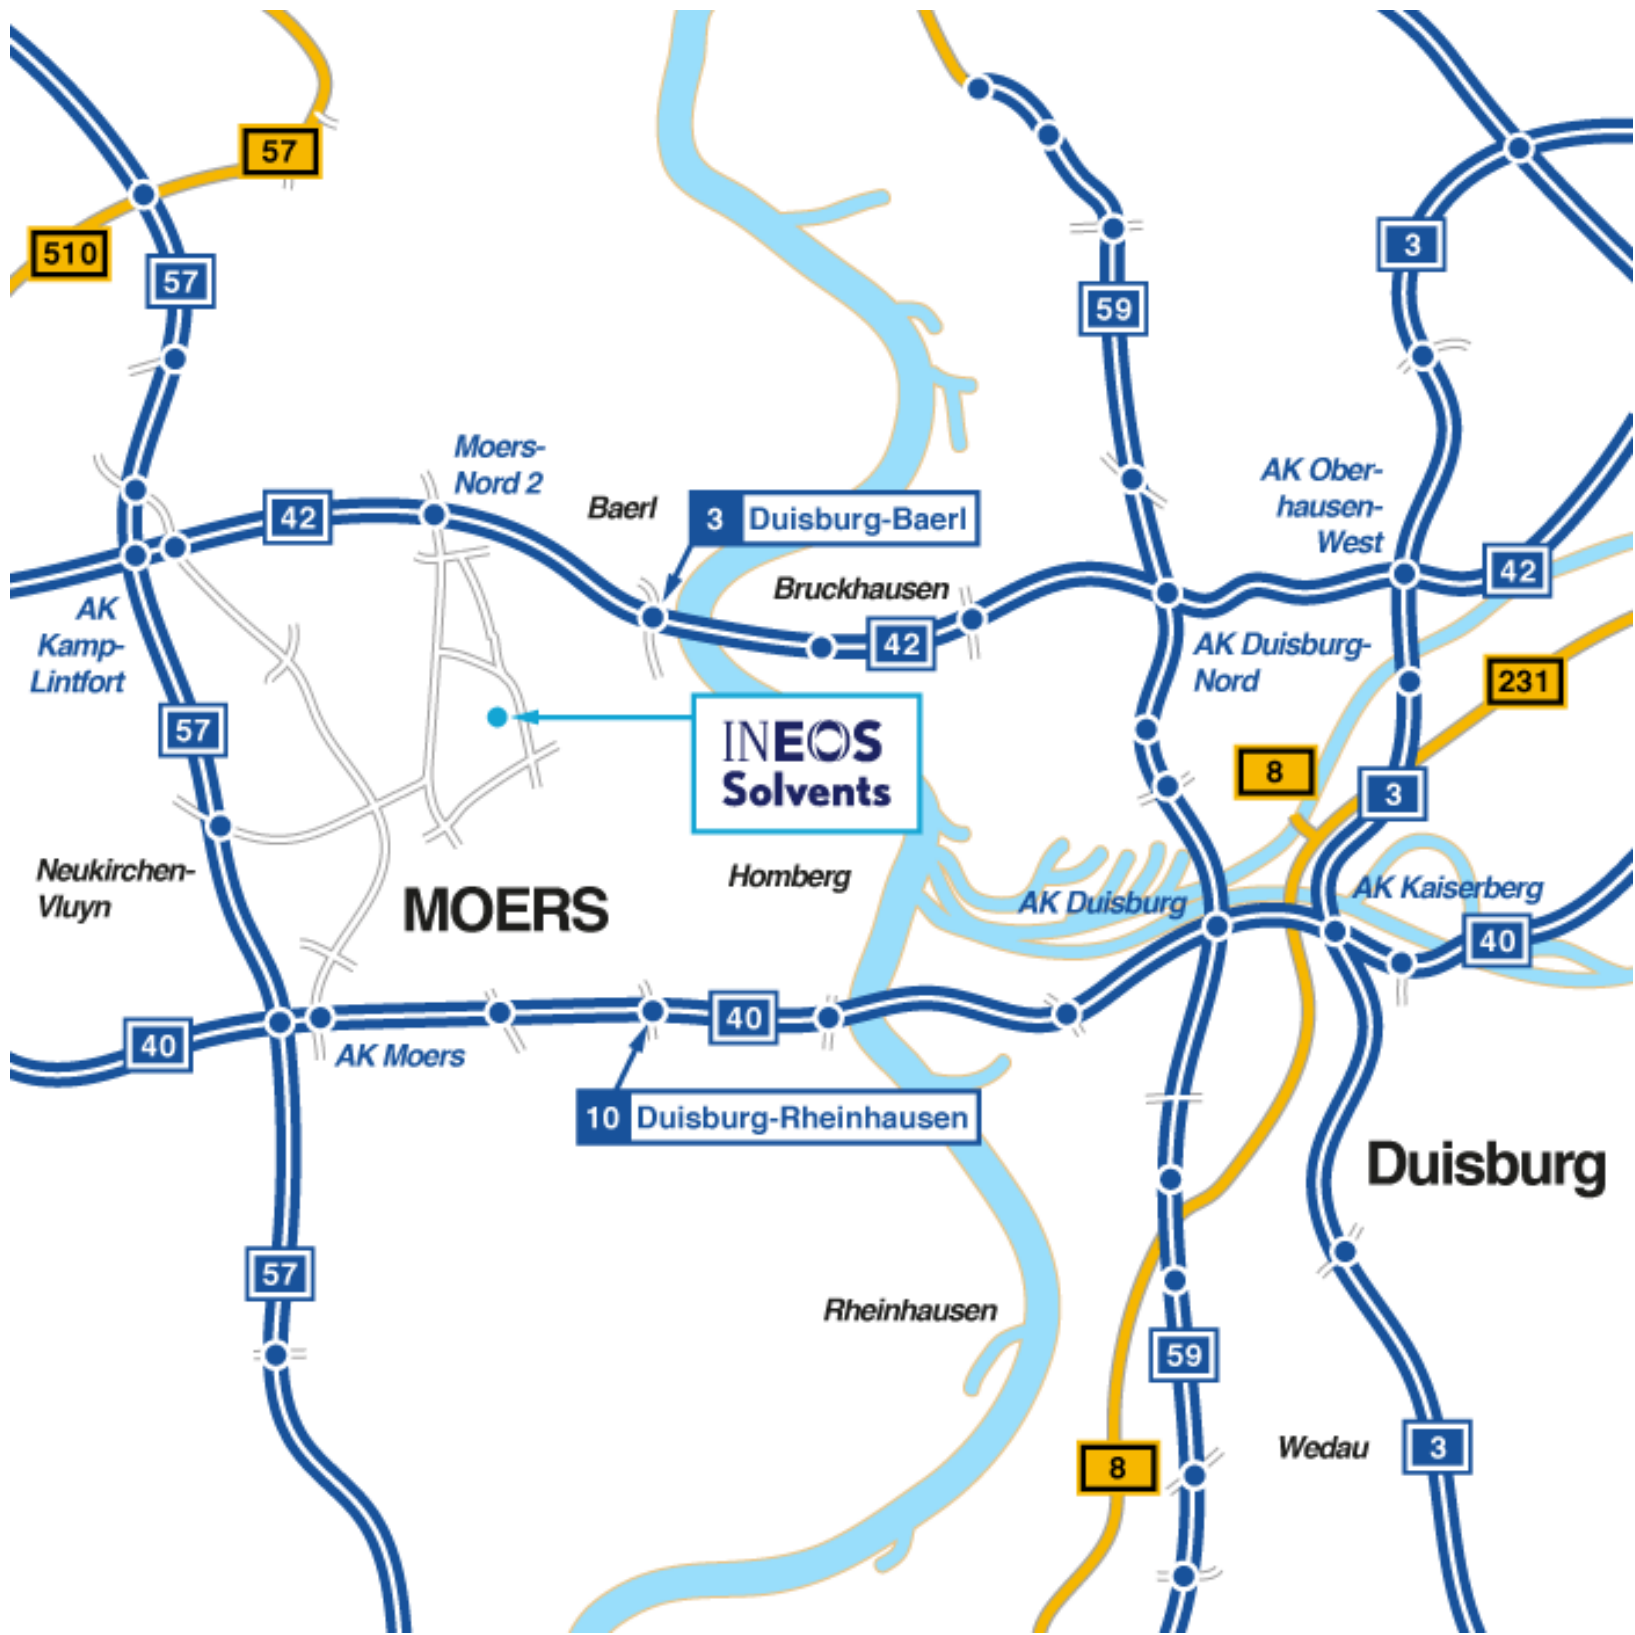 57
510
57
3
59
Moers-
Nord 2
AK Ober-
hausen-
West
Baerl
3 Duisburg-Baerl
42
42
Bruckhausen
AK
Kamp-
Lintfort
42
AK Duisburg-
Nord
231
57
INEOS
Solvents
8
3
Neukirchen-
Vluyn
MOERS
Homberg
AK Duisburg
AK Kaiserberg
40
40
40
AK Moers
10 Duisburg-Rheinhausen
Duisburg
57
Rheinhausen
59
8
Wedau
3